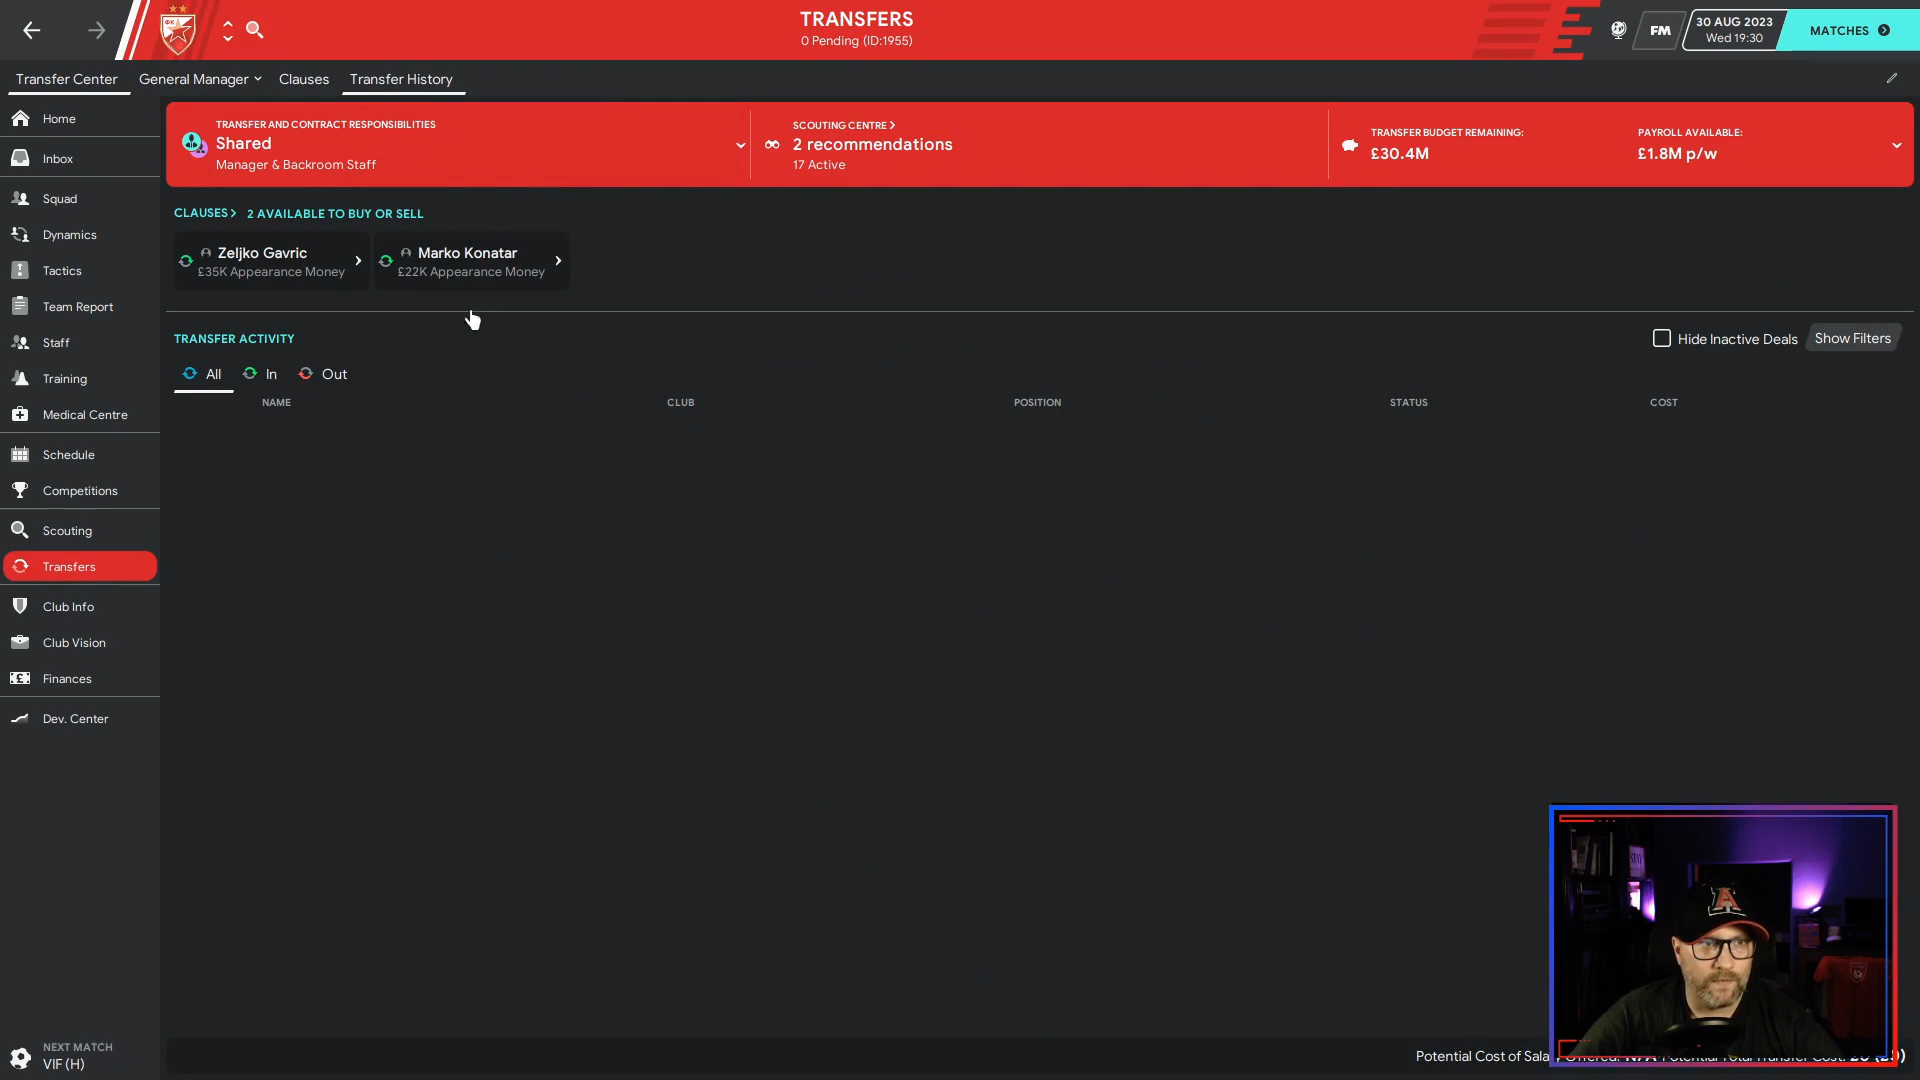 TRANSFERS
0 Pending (ID:1955)
FM
30 AUG 2023
Wed 19:30
MATCHES
Transfer Center
General Manager
Clauses
Transfer History
Home
Inbox
Squad
Dynamics
Tactics
Team Report
Staff
Training
Medical Centre
Schedule
Competitions
Scouting
Transfers
Club Info
Club Vision
Finances
Dev. Center
NEXT MATCH
VIF (H)
TRANSFER AND CONTRACT RESPONSIBILITIES
Shared
Manager & Backroom Staff
SCOUTING CENTRE >
2 recommendations
17 Active
TRANSFER BUDGET REMAINING:
£30.4M
PAYROLL AVAILABLE:
£1.8M p/w
CLAUSES > 2 AVAILABLE TO BUY OR SELL
Zeljko Gavric
£35K Appearance Money
Marko Konatar
£22K Appearance Money
TRANSFER ACTIVITY
Hide Inactive Deals
Show Filters
All
In
Out
NAME
CLUB
POSITION
STATUS
COST
A
Potential Cost of